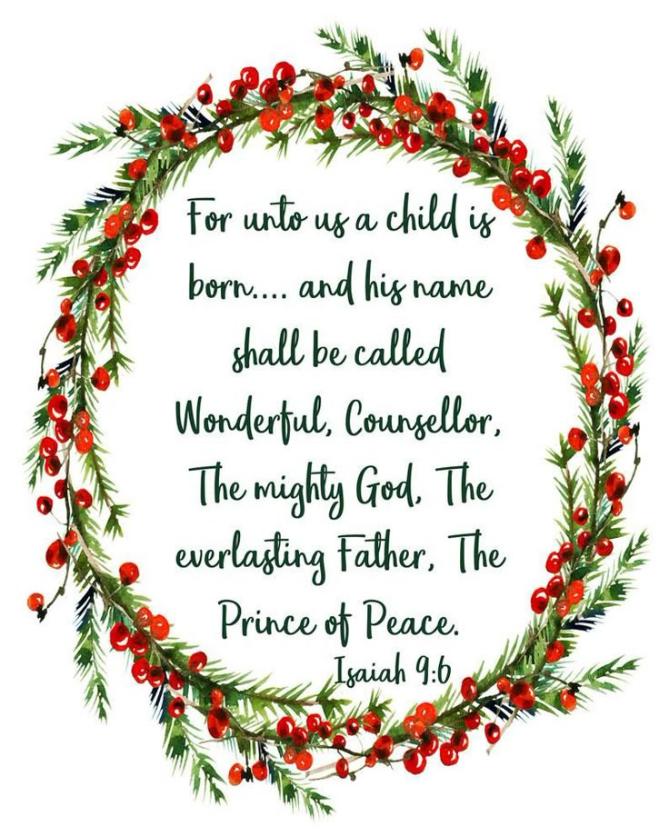 For unto us a child is
born.... and his name
shall be called
Wonderful, Counsellor,
The mighty God, The
everlasting Father, The
Prince of Peace.
Isaiah 9:6